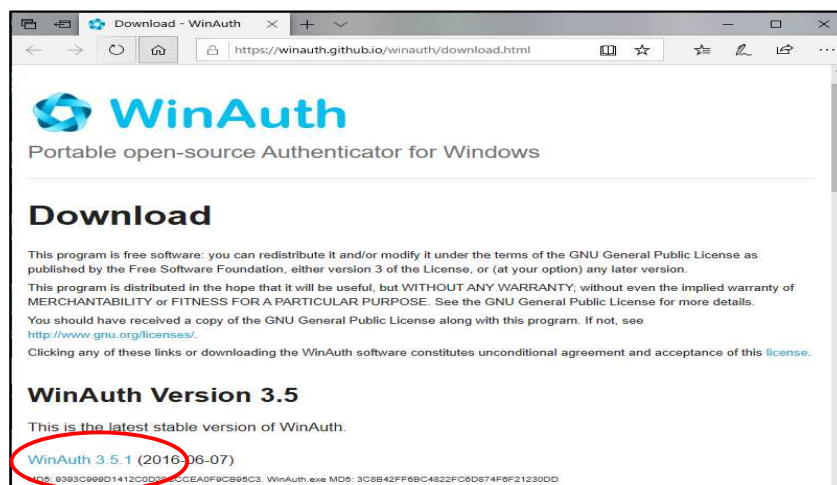 Download - WinAuth
https://winauth.github.io/winauth/download.html
WinAuth
Portable open-source Authenticator for Windows
Download
This program is free software: you can redistribute it and/or modify it under the terms of the GNU General Public License as
published by the Free Software Foundation, either version 3 of the License, or (at your option) any later version.
This program is distributed in the hope that it will be useful, but WITHOUT ANY WARRANTY; without even the implied warranty of
MERCHANTABILITY or FITNESS FOR A PARTICULAR PURPOSE. See the GNU General Public License for more details.
You should have received a copy of the GNU General Public License along with this program. If not, see
http://www.gnu.org/licenses/.
Clicking any of these links or downloading the WinAuth software constitutes unconditional agreement and acceptance of this license.
WinAuth Version 3.5
This is the latest stable version of WinAuth.
WinAuth 3.5.1 (2016-06-07)
MD5: WinAuth.exe MD5: 3C8B42FF6BC4822FC6D874F6F21230DD